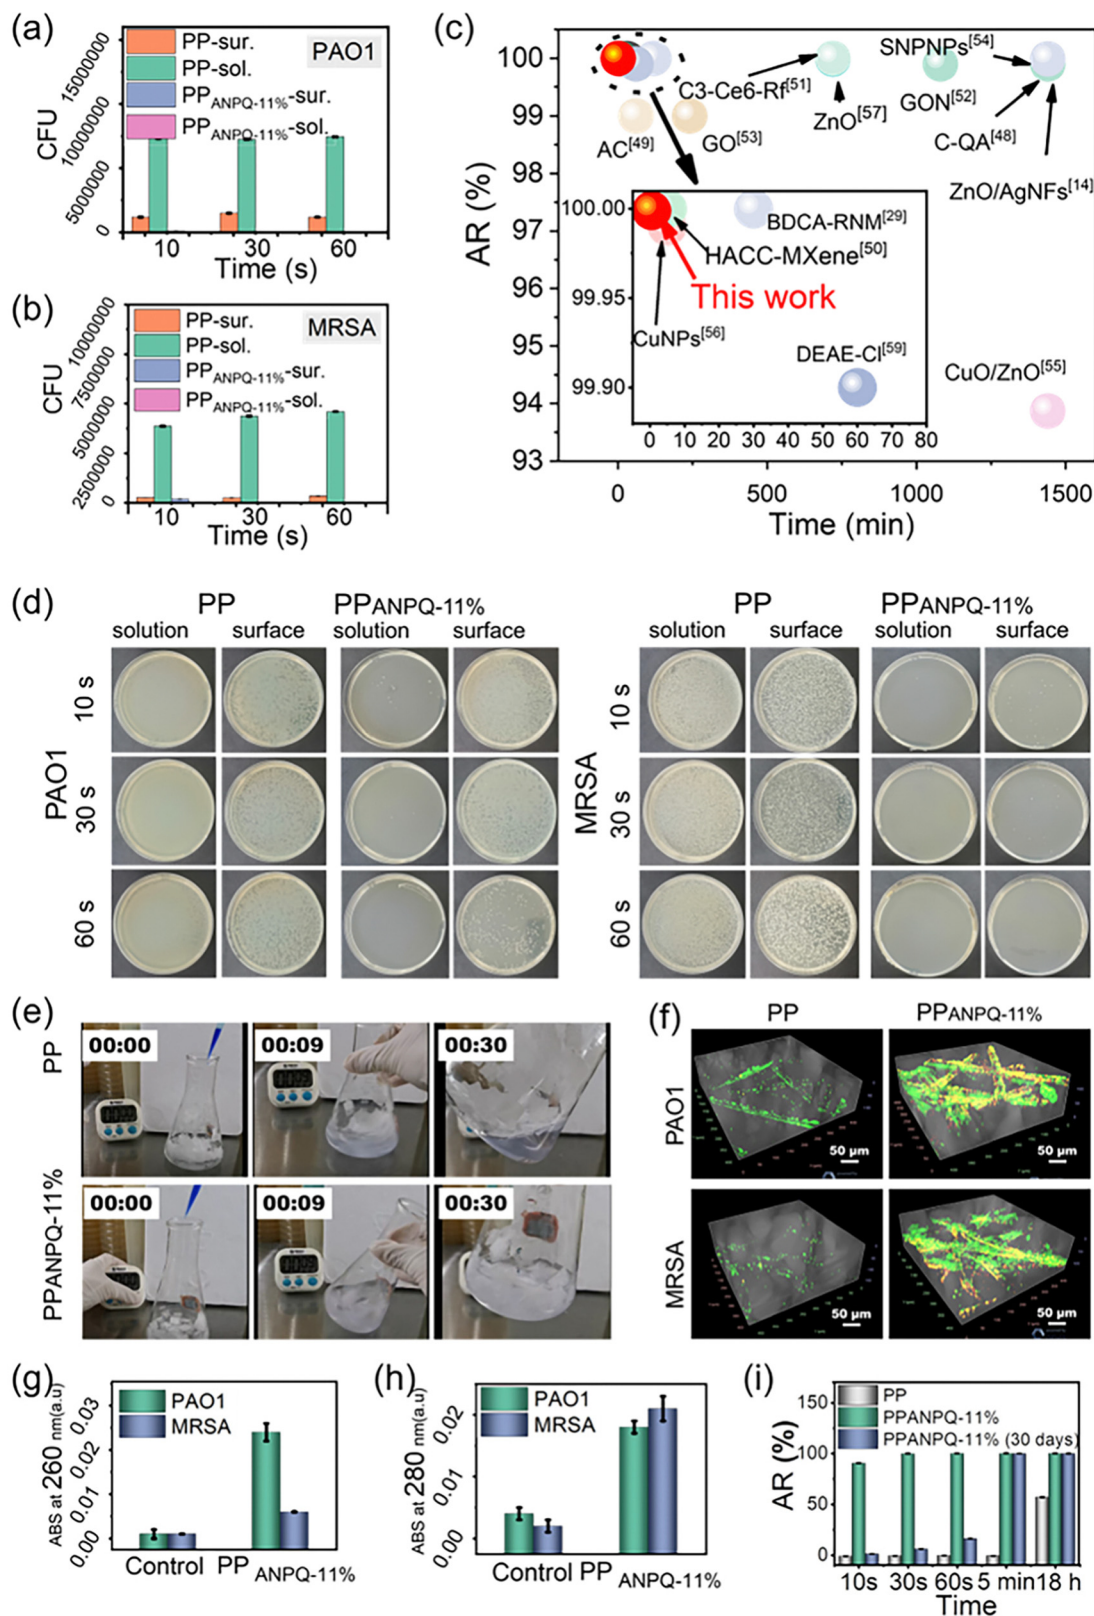 (a)
PP-sur.
PP-sol.
PPANPQ-11%-sur.
PPANPQ-11%-sol.
PAO1
CFU
15000000
10000000
5000000
0
10 30 60
Time (s)
(b)
PP-sur.
PP-sol.
PPANPQ-11%-sur.
PPANPQ-11%-sol.
MRSA
CFU
10000000
7500000
5000000
2500000
0
10 30 60
Time (s)
(c)
AR (%)
100
99
98
97
96
95
94
93
0 500 1000 1500
Time (min)
SNPNPs[54]
C3-Ce6-Rf[51]
ZnO[57]
GON[52]
C-QA[48]
ZnO/AgNFs[14]
AC[49]
GO[53]
CuO/ZnO[55]
100.00
99.95
99.90
BDCA-RNM[29]
HACC-MXene[50]
This work
CuNPs[56]
DEAE-Cl[59]
0 10 20 30 40 50 60 70 80
(d)
PP PPANPQ-11% PP PPANPQ-11%
solution surface solution surface solution surface solution surface
PAO1
10 s
30 s
60 s
MRSA
10 s
30 s
60 s
(e)
PP
00:00 00:09 00:30
PPANPQ-11%
00:00 00:09 00:30
(f)
PP PPANPQ-11%
PAO1
50 µm 50 µm
MRSA
50 µm 50 µm
(g)
PAO1
MRSA
ABS at 260 nm(a.u)
0.03
0.02
0.01
0.00
Control PP ANPQ-11%
(h)
PAO1
MRSA
ABS at 280 nm(a.u)
0.02
0.01
0.00
Control PP ANPQ-11%
(i)
PP
PPANPQ-11%
PPANPQ-11% (30 days)
AR (%)
150
100
50
0
10s 30s 60s 5 min 18 h
Time